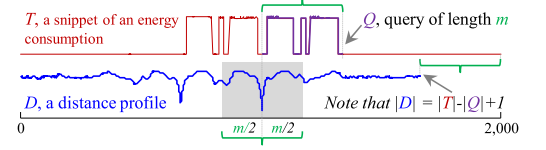 T, a snippet of an energy
consumption
Q, query of length m
D, a distance profile
Note that |D| = |T|-|Q|+1
0
2,000
m/2 m/2